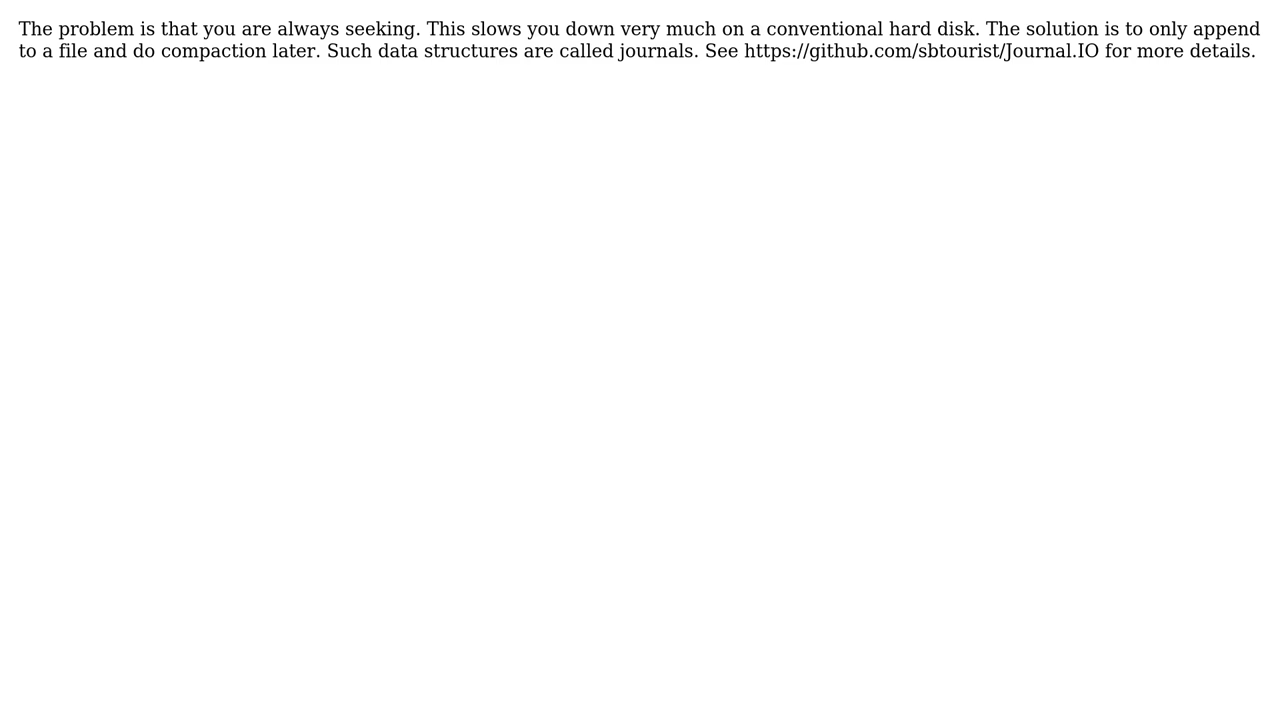 The problem is that you are always seeking. This slows you down very much on a conventional hard disk. The solution is to only append
to a file and do compaction later. Such data structures are called journals. See https://github.com/sbtourist/Journal.IO for more details.